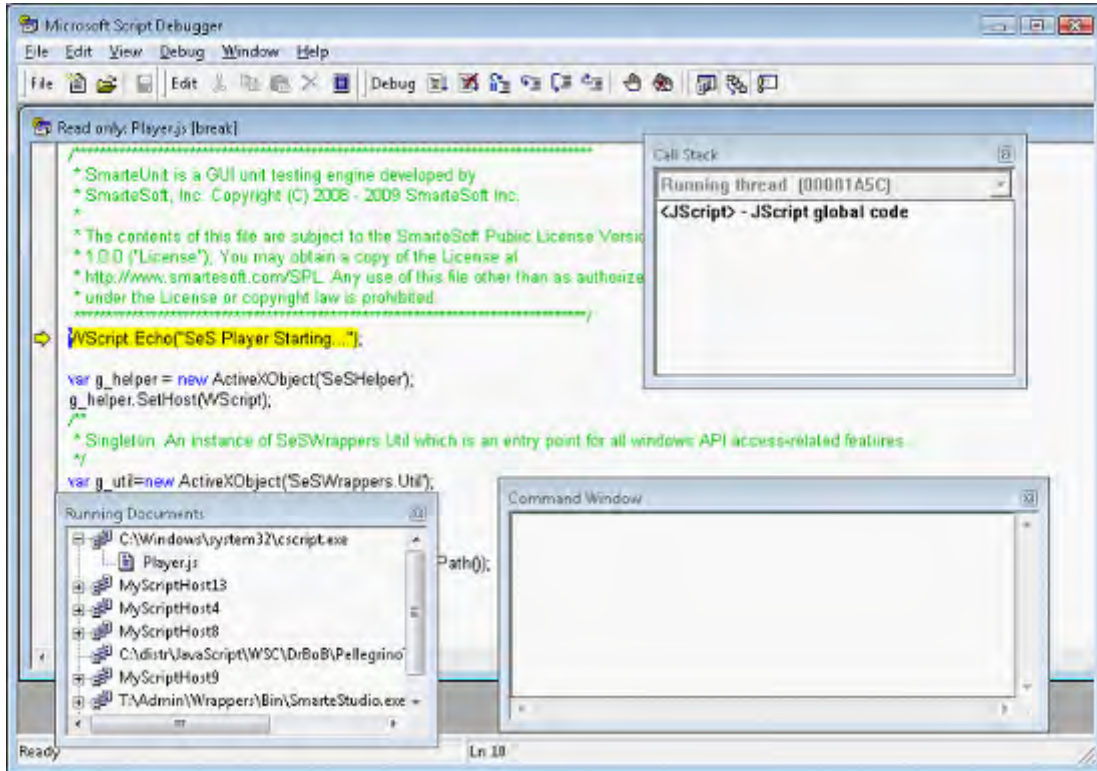 Microsoft Script Debugger
File Edit View Debug Window Help
File Edit Debug
Read only: Player.js [break]
/*****************************************************************************
* SmarteUnit is a GUI unit testing engine developed by
* SmarteSoft, Inc. Copyright (C) 2008 - 2009 SmarteSoft Inc.
*
* The contents of this file are subject to the SmarteSoft Public License Versio
* 1.0.0 ("License"); You may obtain a copy of the License at
* http://www.smartesoft.com/SPL. Any use of this file other than as authorize
* under the License or copyright law is prohibited.
*****************************************************************************/
WScript.Echo("SeS Player Starting...");
var g_helper = new ActiveXObject('SeSHelper');
g_helper.SetHost(WScript);
/**
* Singleton. An instance of SeSWrappers.Util which is an entry point for all windows API access-related features.
*/
var g_util=new ActiveXObject('SeSWrappers.Util');
Path());
Call Stack
Running thread [00001A5C]
<JScript> - JScript global code
Running Documents
C:\Windows\system32\cscript.exe
Player.js
MyScriptHost13
MyScriptHost4
MyScriptHost8
C:\distr\JavaScript\WSC\DrBoB\Pellegrino
MyScriptHost9
T:\Admin\Wrappers\Bin\SmarteStudio.exe
Command Window
Ready
Ln 10